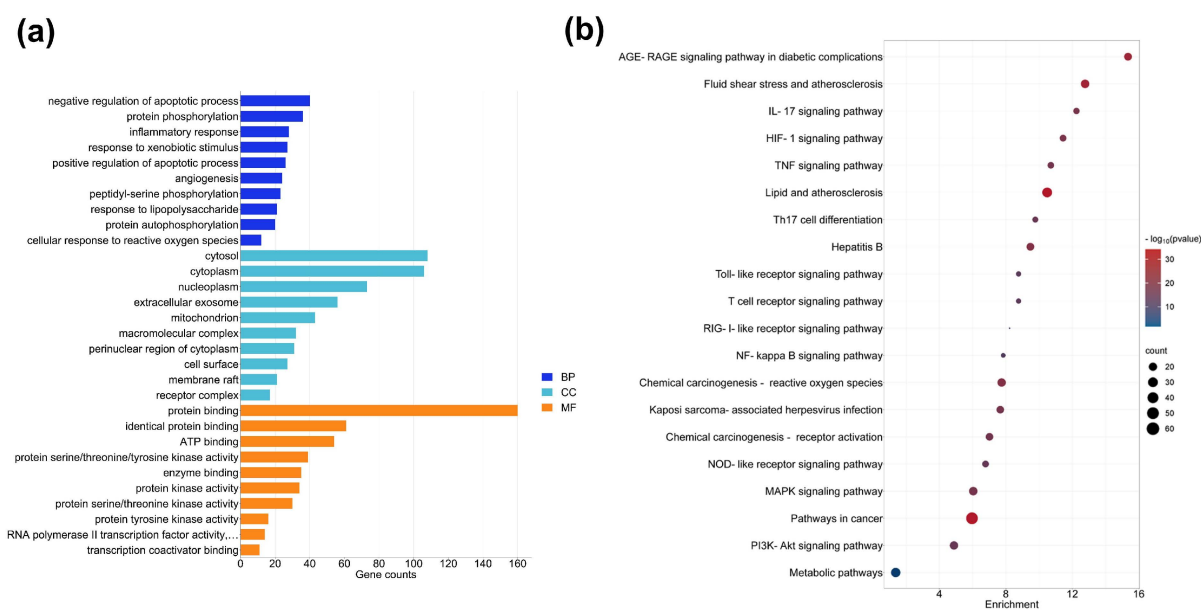 (a)
negative regulation of apoptotic process
protein phosphorylation
inflammatory response
response to xenobiotic stimulus
positive regulation of apoptotic process
angiogenesis
peptidyl-serine phosphorylation
response to lipopolysaccharide
protein autophosphorylation
cellular response to reactive oxygen species
cytosol
cytoplasm
nucleoplasm
extracellular exosome
mitochondrion
macromolecular complex
perinuclear region of cytoplasm
cell surface
membrane raft
receptor complex
protein binding
identical protein binding
ATP binding
protein serine/threonine/tyrosine kinase activity
enzyme binding
protein kinase activity
protein serine/threonine kinase activity
protein tyrosine kinase activity
RNA polymerase II transcription factor activity,...
transcription coactivator binding
0 20 40 60 80 100 120 140 160
Gene counts
BP
CC
MF
(b)
AGE- RAGE signaling pathway in diabetic complications
Fluid shear stress and atherosclerosis
IL- 17 signaling pathway
HIF- 1 signaling pathway
TNF signaling pathway
Lipid and atherosclerosis
Th17 cell differentiation
Hepatitis B
Toll- like receptor signaling pathway
T cell receptor signaling pathway
RIG- I- like receptor signaling pathway
NF- kappa B signaling pathway
Chemical carcinogenesis - reactive oxygen species
Kaposi sarcoma- associated herpesvirus infection
Chemical carcinogenesis - receptor activation
NOD- like receptor signaling pathway
MAPK signaling pathway
Pathways in cancer
PI3K- Akt signaling pathway
Metabolic pathways
4 8 12 16
Enrichment
- log10(pvalue)
30
20
10
count
20
30
40
50
60